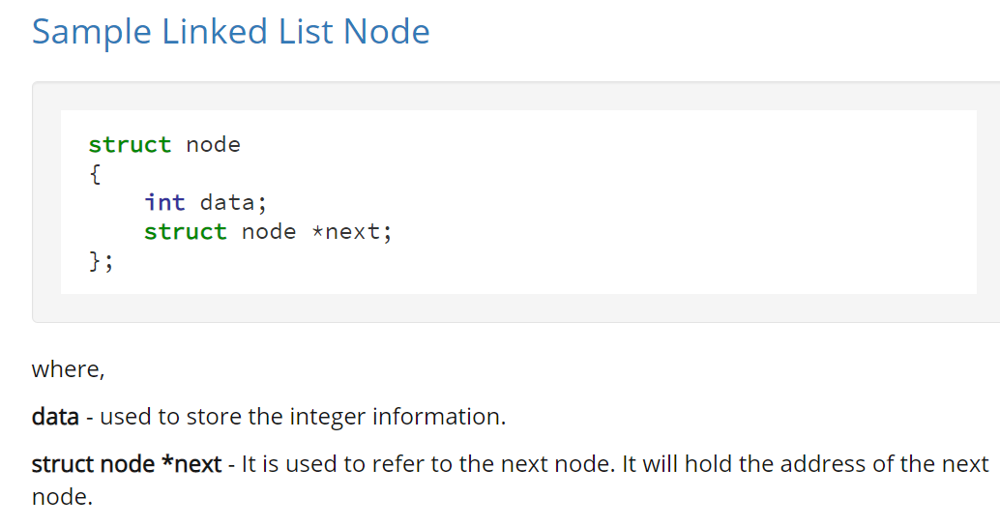 Sample Linked List Node
struct node
{
    int data;
    struct node *next;
};
where,
data - used to store the integer information.
struct node *next - It is used to refer to the next node. It will hold the address of the next
node.